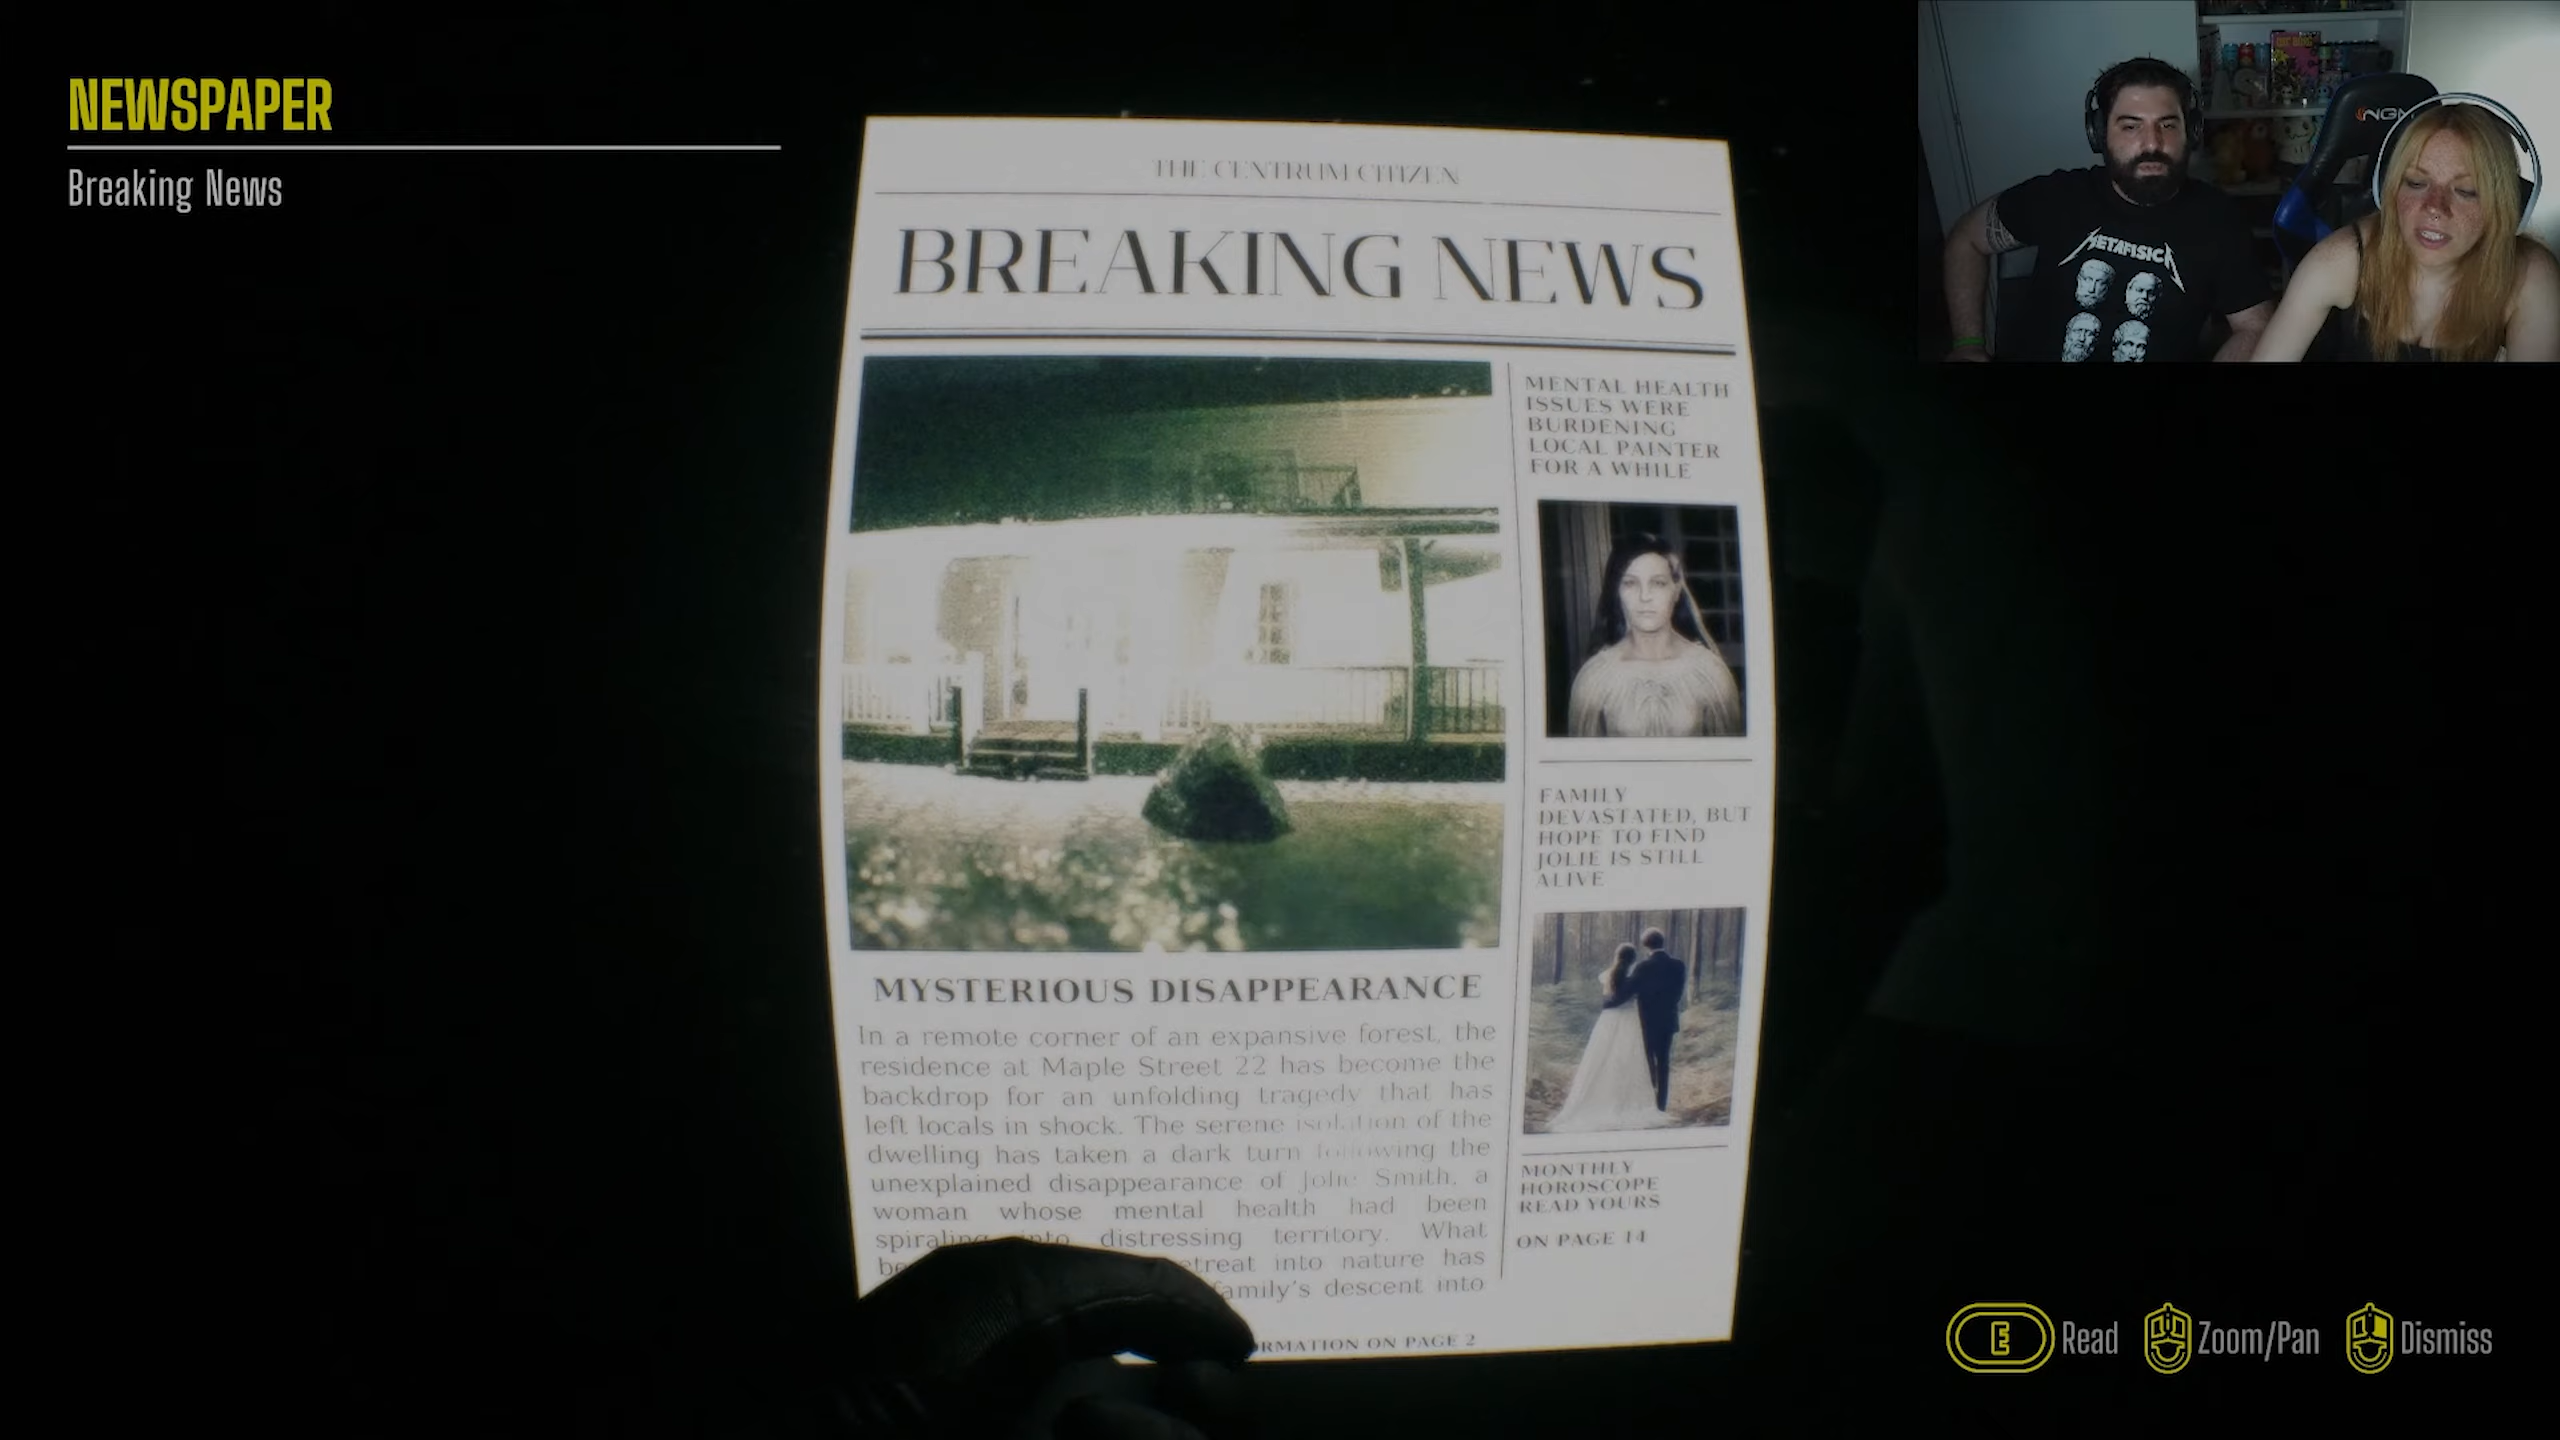 NEWSPAPER
Breaking News
THE CENTRUM CITIZEN
BREAKING NEWS
MYSTERIOUS DISAPPEARANCE
In a remote corner of an expansive forest, the
residence at Maple Street 22 has become the
backdrop for an unfolding tragedy that has
left locals in shock. The serene isolation of the
dwelling has taken a dark turn following the
unexplained disappearance of Jolie Smith, a
woman whose mental health had been
spiraling into distressing territory. What
etreat into nature has
family's descent into
RMATION ON PAGE 2
MENTAL HEALTH
ISSUES WERE
BURDENING
LOCAL PAINTER
FOR A WHILE
FAMILY
DEVASTATED, BUT
HOPE TO FIND
JOLIE IS STILL
ALIVE
MONTHLY
HOROSCOPE
READ YOURS
ON PAGE 14
METAFISICA
E Read
Zoom/Pan
Dismiss